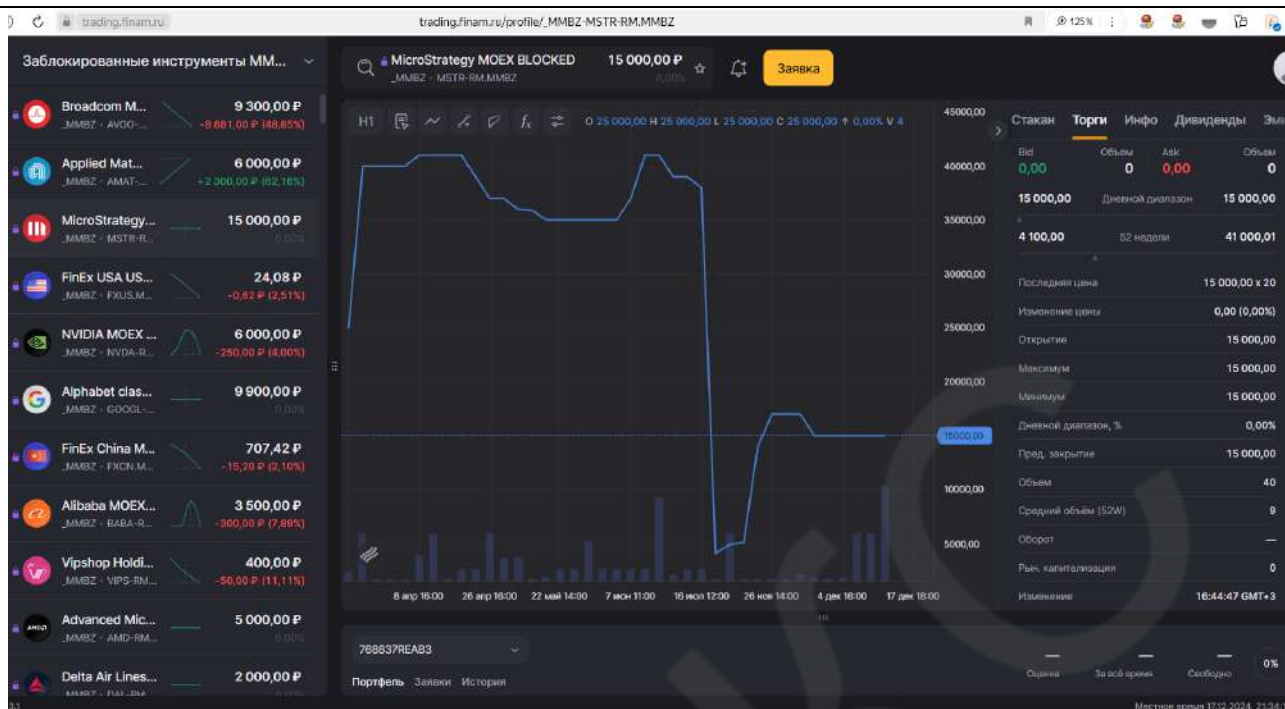 trading.finam.ru
trading.finam.ru/profile/_MMBZ-MSTR-RM.MMBZ
125 %
Заблокированные инструменты MM...
Broadcom M...
9 300,00 ₽
_MMBZ - AVGO-...
-8 881,00 ₽ (48,85%)
Applied Mat...
6 000,00 ₽
_MMBZ - AMAT-...
+2 300,00 ₽ (62,16%)
MicroStrategy...
15 000,00 ₽
_MMBZ - MSTR-R...
0,00%
FinEx USA US...
24,08 ₽
_MMBZ - FXUS.M...
-0,62 ₽ (2,51%)
NVIDIA MOEX ...
6 000,00 ₽
_MMBZ - NVDA-R...
-250,00 ₽ (4,00%)
Alphabet clas...
9 900,00 ₽
_MMBZ - GOOGL-...
0,00%
FinEx China M...
707,42 ₽
_MMBZ - FXCN.M...
-15,20 ₽ (2,10%)
Alibaba MOEX...
3 500,00 ₽
_MMBZ - BABA-R...
-300,00 ₽ (7,89%)
Vipshop Holdi...
400,00 ₽
_MMBZ - VIPS-RM...
-50,00 ₽ (11,11%)
Advanced Mic...
5 000,00 ₽
_MMBZ - AMD-RM...
0,00%
Delta Air Lines...
2 000,00 ₽
_MMBZ - DAL-RM...
MicroStrategy MOEX BLOCKED
15 000,00 ₽
_MMBZ - MSTR-RM.MMBZ
0,00%
Заявка
H1
O 25 000,00 H 25 000,00 L 25 000,00 C 25 000,00 ↑ 0,00% V 4
45000,00
40000,00
35000,00
30000,00
25000,00
20000,00
15000,00
10000,00
5000,00
8 апр 16:00 26 апр 16:00 22 май 14:00 7 июн 11:00 16 июл 12:00 26 ноя 14:00 4 дек 16:00 17 дек 18:00
Стакан Торги Инфо Дивиденды Эми
Bid Объем Ask Объем
0,00 0 0,00 0
15 000,00 Дневной диапазон 15 000,00
4 100,00 52 недели 41 000,01
Последняя цена 15 000,00 x 20
Изменение цены 0,00 (0,00%)
Открытие 15 000,00
Максимум 15 000,00
Минимум 15 000,00
Дневной диапазон, % 0,00%
Пред. закрытие 15 000,00
Объем 40
Средний объём (52W) 9
Оборот —
Рын. капитализация 0
Изменение 16:44:47 GMT+3
768837REAB3
Портфель Заявки История
— — —
Оценка За всё время Свободно
0%
Местное время 17.12.2024, 21:34: